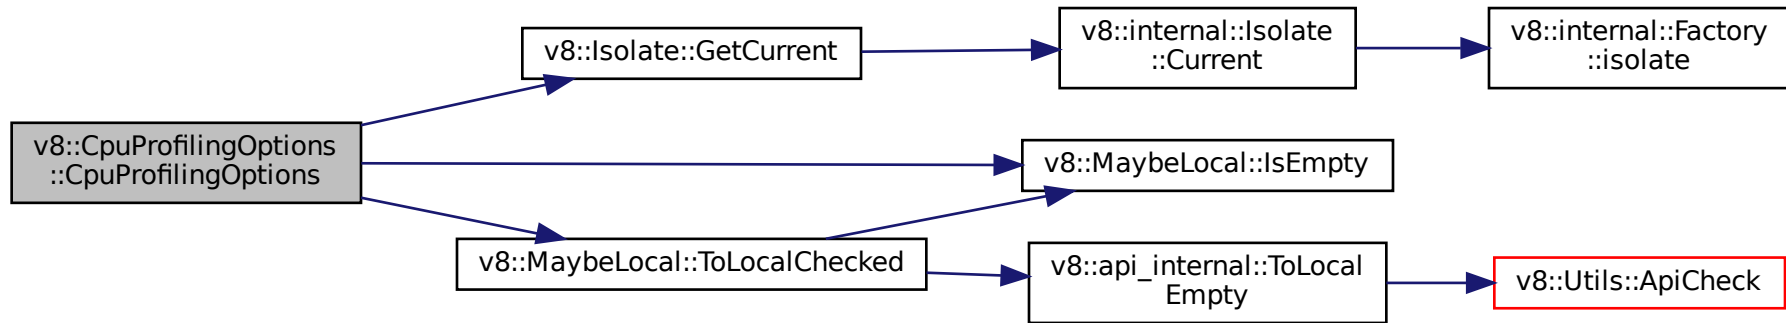 v8::CpuProfilingOptions
::CpuProfilingOptions
v8::Isolate::GetCurrent
v8::internal::Isolate
::Current
v8::internal::Factory
::isolate
v8::MaybeLocal::IsEmpty
v8::MaybeLocal::ToLocalChecked
v8::api_internal::ToLocal
Empty
v8::Utils::ApiCheck